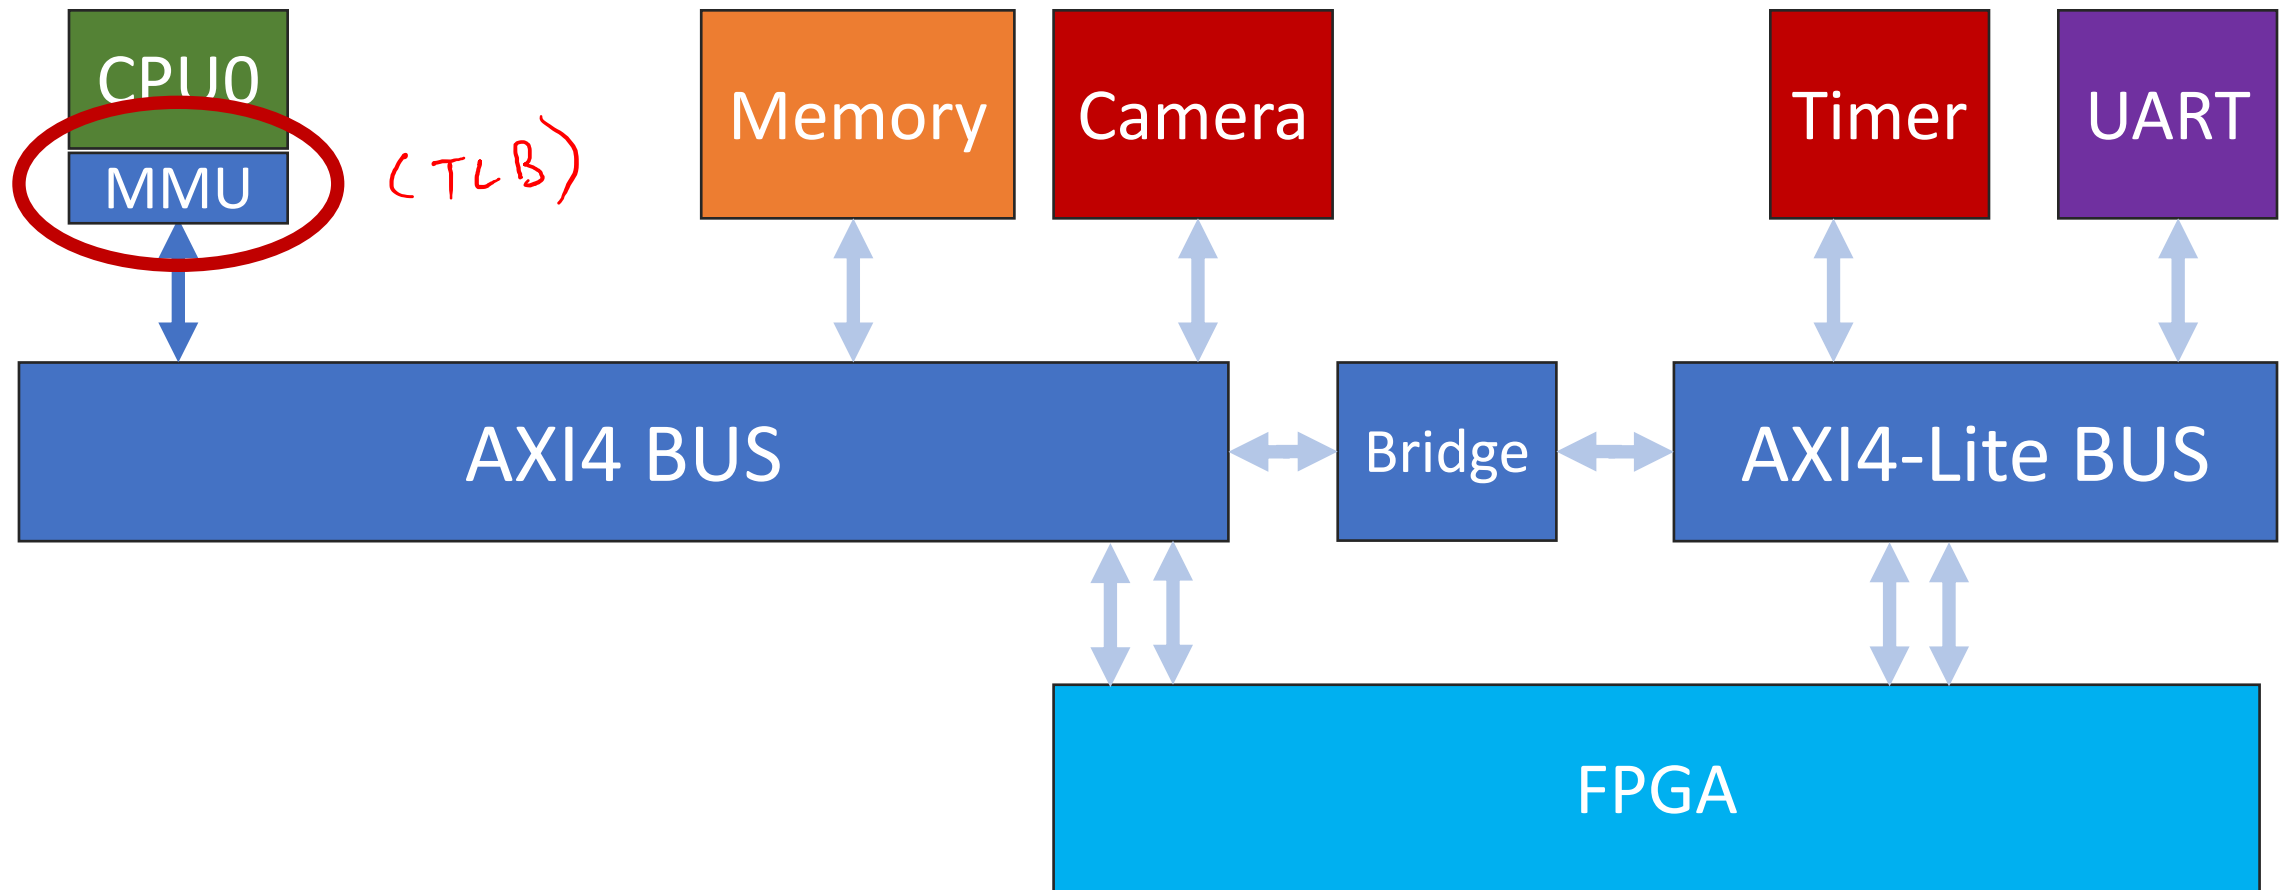 CPU0
MMU
(TLB)
Memory
Camera
Timer
UART
AXI4 BUS
Bridge
AXI4-Lite BUS
FPGA